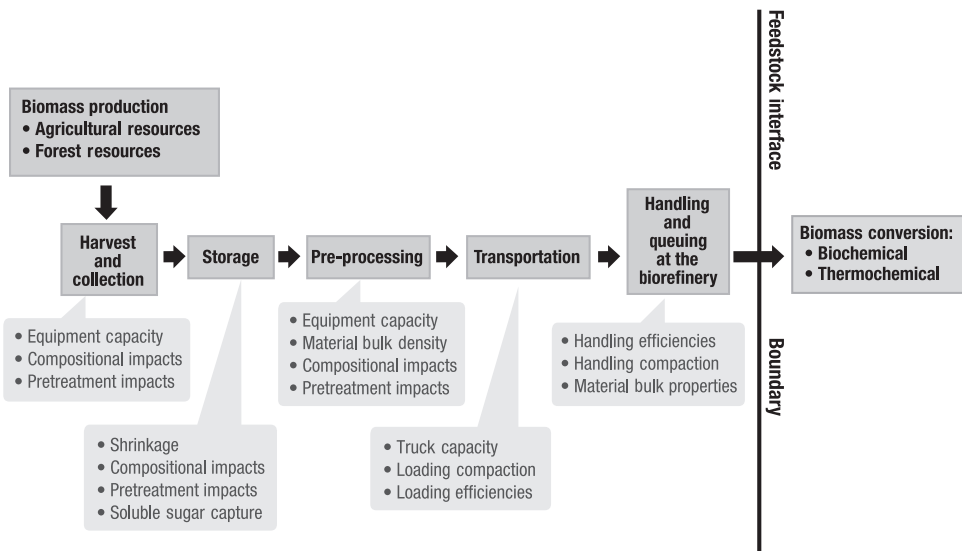 Biomass production
• Agricultural resources
• Forest resources
Harvest
and
collection
Storage
Pre-processing
Transportation
Handling
and
queuing
at the
biorefinery
Feedstock interface
Boundary
Biomass conversion:
• Biochemical
• Thermochemical
• Equipment capacity
• Compositional impacts
• Pretreatment impacts
• Shrinkage
• Compositional impacts
• Pretreatment impacts
• Soluble sugar capture
• Equipment capacity
• Material bulk density
• Compositional impacts
• Pretreatment impacts
• Truck capacity
• Loading compaction
• Loading efficiencies
• Handling efficiencies
• Handling compaction
• Material bulk properties